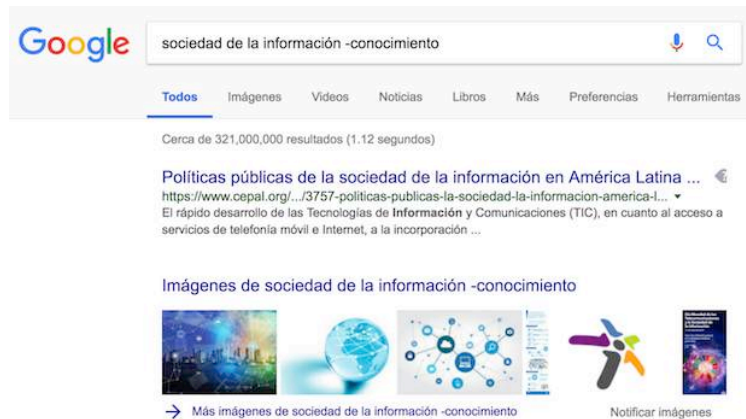 Google
sociedad de la información -conocimiento
Todos Imágenes Videos Noticias Libros Más Preferencias Herramientas
Cerca de 321,000,000 resultados (1.12 segundos)
Políticas públicas de la sociedad de la información en América Latina ...
https://www.cepal.org/.../3757-politicas-publicas-la-sociedad-la-informacion-america-l...
El rápido desarrollo de las Tecnologías de Información y Comunicaciones (TIC), en cuanto al acceso a
servicios de telefonía móvil e Internet, a la incorporación ...
Imágenes de sociedad de la información -conocimiento
Más imágenes de sociedad de la información -conocimiento
Notificar imágenes